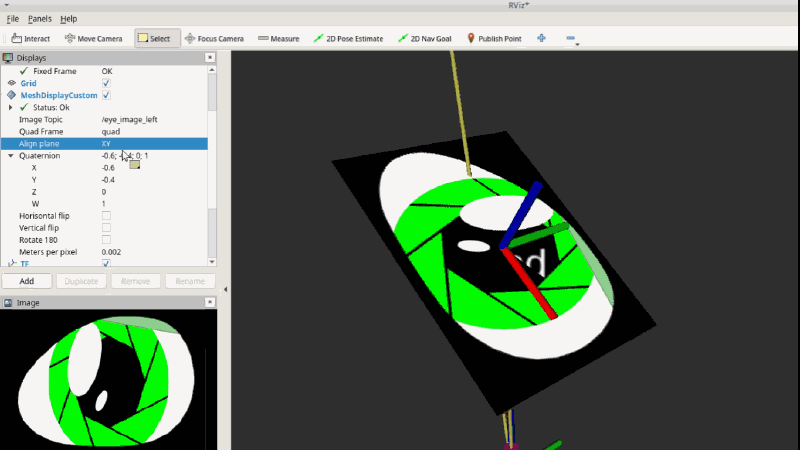 RViz*
File Panels Help
Interact Move Camera Select Focus Camera Measure 2D Pose Estimate 2D Nav Goal Publish Point
Displays
Fixed Frame OK
Grid
MeshDisplayCustom
Status: Ok
Image Topic /eye_image_left
Quad Frame quad
Align plane XY
Quaternion -0.6; 4; 0; 1
X -0.6
Y -0.4
Z 0
W 1
Horisontal flip
Vertical flip
Rotate 180
Meters per pixel 0.002
TF
Add Duplicate Remove Rename
Image